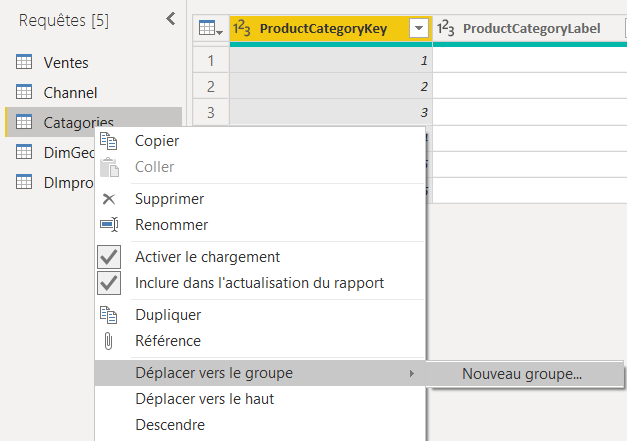 Requêtes [5]
Ventes
Channel
Catagories
DimGeo
DImpro
1²3 ProductCategoryKey
1²3 ProductCategoryLabel
1 1
2 2
3 3
Copier
Coller
Supprimer
Renommer
Activer le chargement
Inclure dans l'actualisation du rapport
Dupliquer
Référence
Déplacer vers le groupe
Nouveau groupe...
Déplacer vers le haut
Descendre